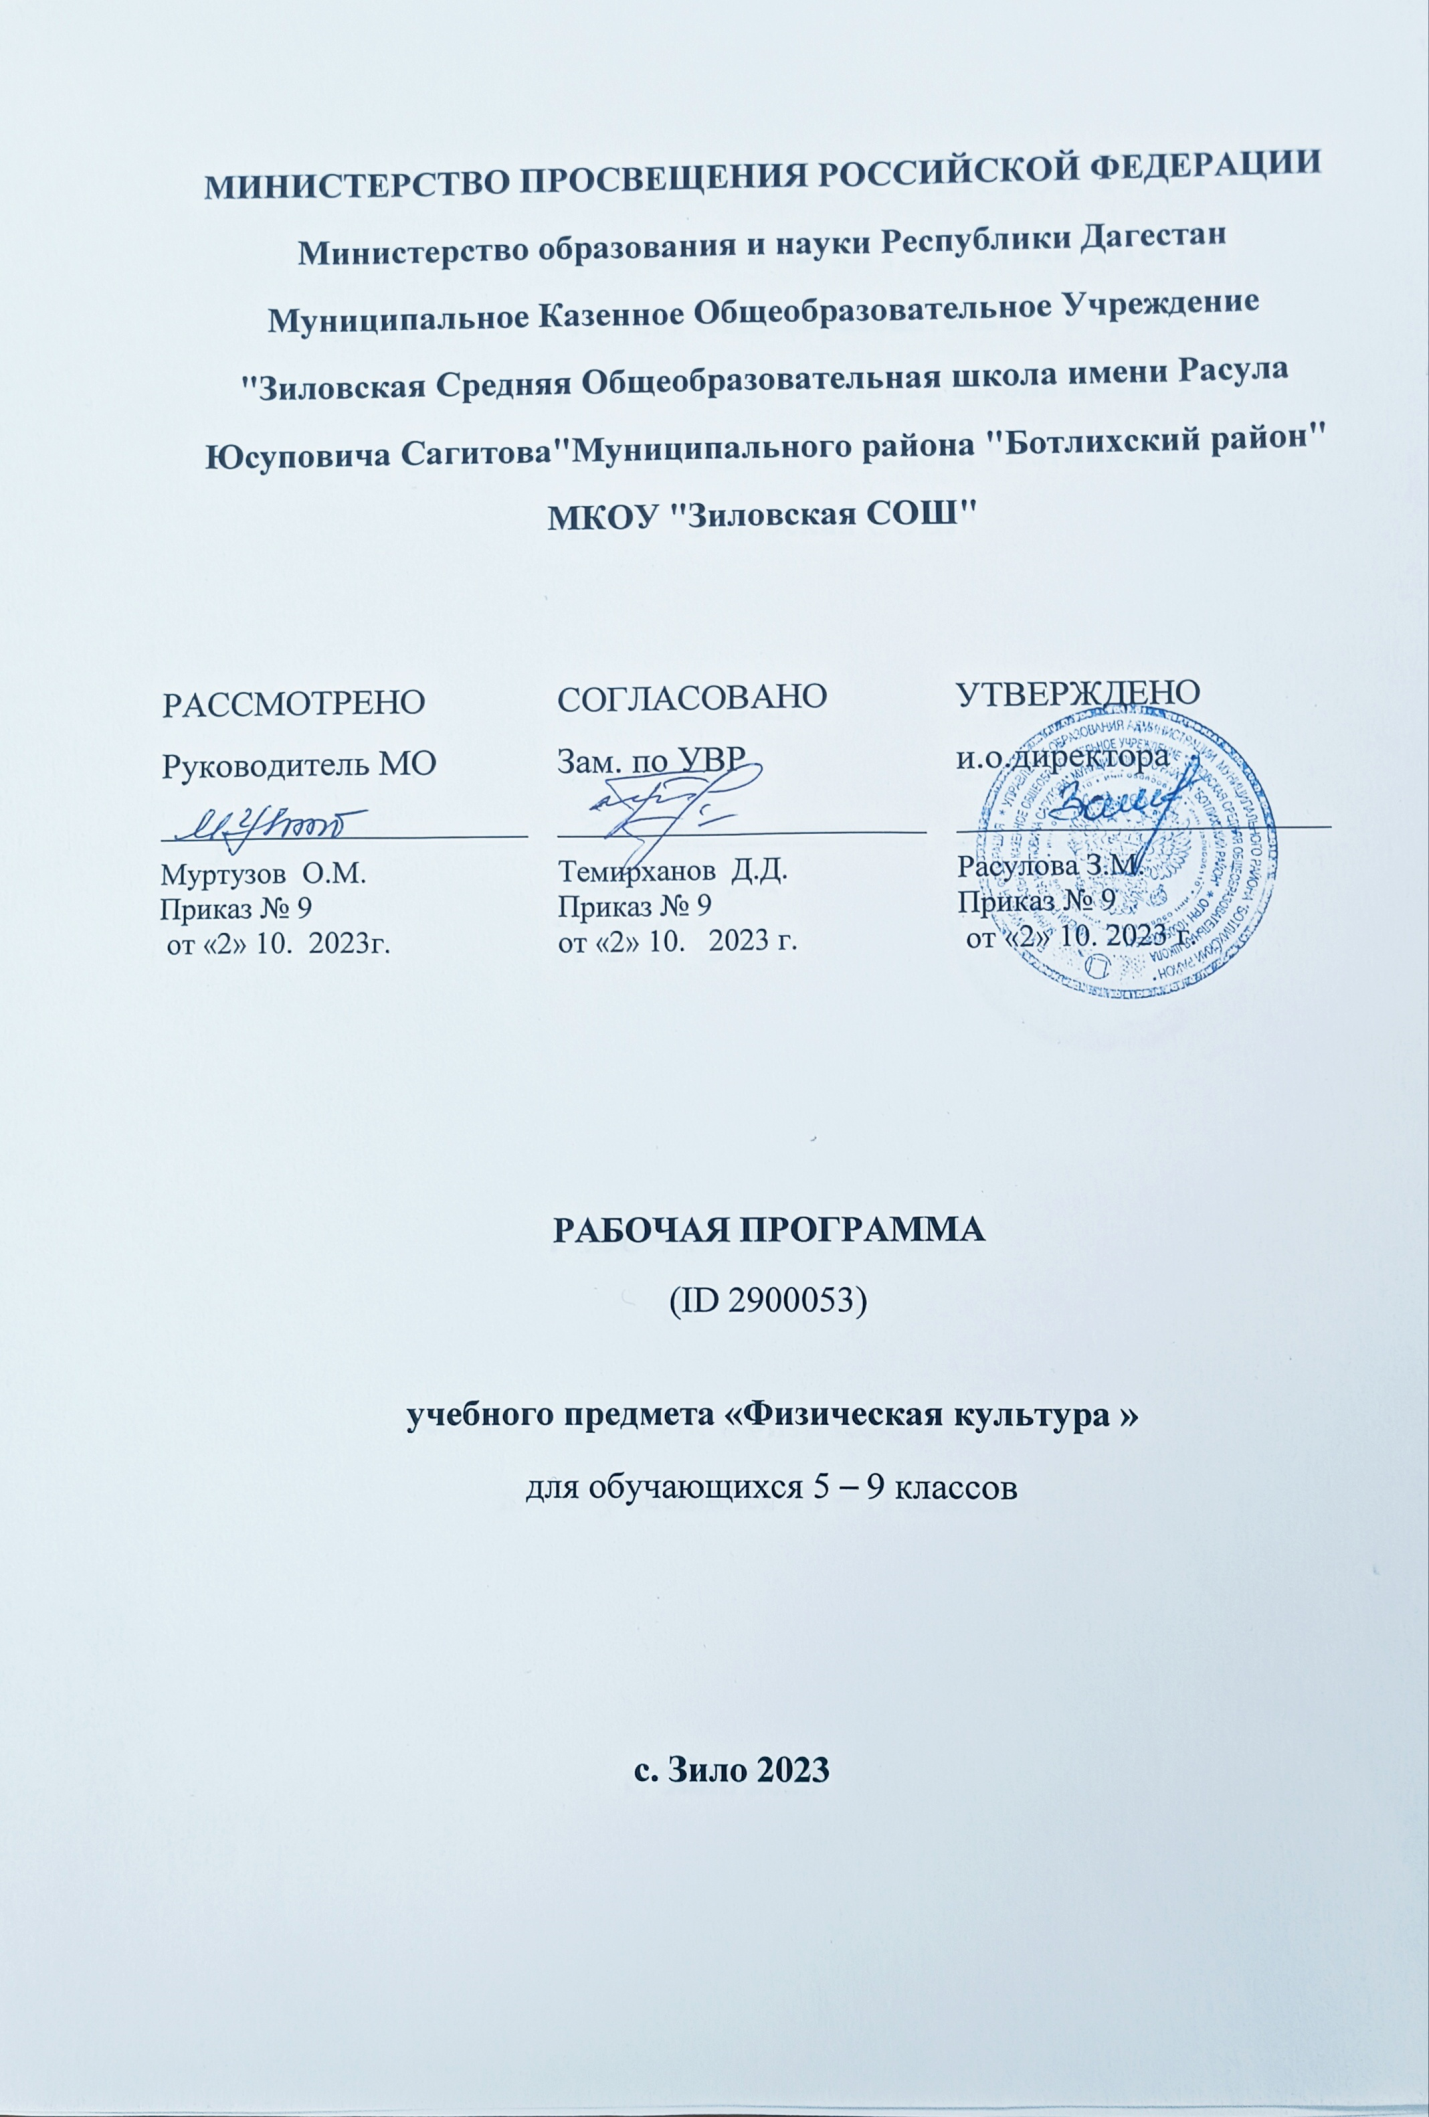 МИНИСТЕРСТВО ПРОСВЕЩЕНИЯ РОССИЙСКОЙ ФЕДЕРАЦИИ
Министерство образования и науки Республики Дагестан
Муниципальное Казенное Общеобразовательное Учреждение
"Зиловская Средняя Общеобразовательная школа имени Расула
Юсуповича Сагитова"Муниципального района "Ботлихский район"
МКОУ "Зиловская СОШ"
РАССМОТРЕНО
Руководитель МО
Муртузов О.М.
Приказ № 9
от «2» 10. 2023г.
СОГЛАСОВАНО
Зам. по УВР
Темирханов Д.Д.
Приказ № 9
от «2» 10. 2023 г.
УТВЕРЖДЕНО
и.о.директора
Расулова З.М.
Приказ № 9
от «2» 10. 2023 г.
РАБОЧАЯ ПРОГРАММА
(ID 2900053)
учебного предмета «Физическая культура »
для обучающихся 5 – 9 классов
с. Зило 2023